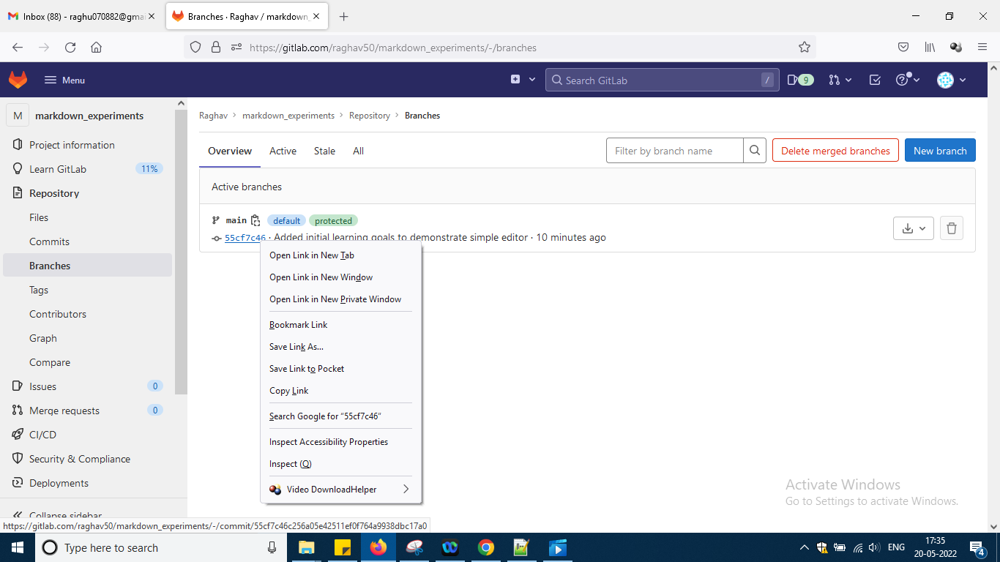 Inbox (88) - raghu070882@gmai
Branches · Raghav / markdown_
https://gitlab.com/raghav50/markdown_experiments/-/branches
Menu
Search GitLab
/
9
M markdown_experiments
Project information
Learn GitLab 11%
Repository
Files
Commits
Branches
Tags
Contributors
Graph
Compare
Issues 0
Merge requests 0
CI/CD
Security & Compliance
Deployments
Collapse sidebar
Raghav > markdown_experiments > Repository > Branches
Overview Active Stale All
Filter by branch name
Delete merged branches
New branch
Active branches
main default protected
55cf7c46 · Added initial learning goals to demonstrate simple editor · 10 minutes ago
Open Link in New Tab
Open Link in New Window
Open Link in New Private Window
Bookmark Link
Save Link As...
Save Link to Pocket
Copy Link
Search Google for “55cf7c46”
Inspect Accessibility Properties
Inspect (Q)
Video DownloadHelper
Activate Windows
Go to Settings to activate Windows.
https://gitlab.com/raghav50/markdown_experiments/-/commit/55cf7c46c256a05e42511ef0f764a9938dbc17a0
Type here to search
ENG
17:35
20-05-2022
4